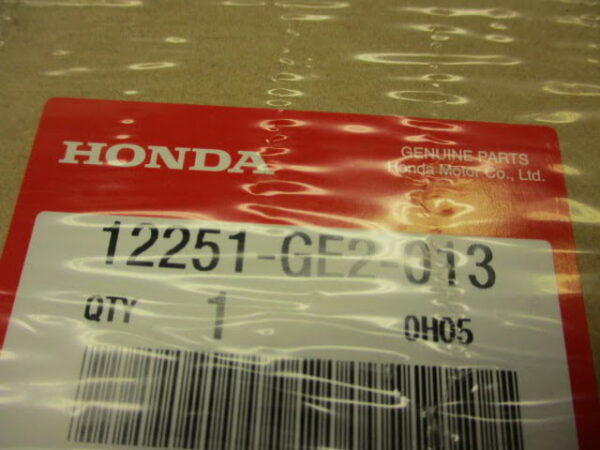 HONDA
GENUINE PARTS
Honda Motor Co., Ltd.
12251-GE2-013
QTY 1 0H05